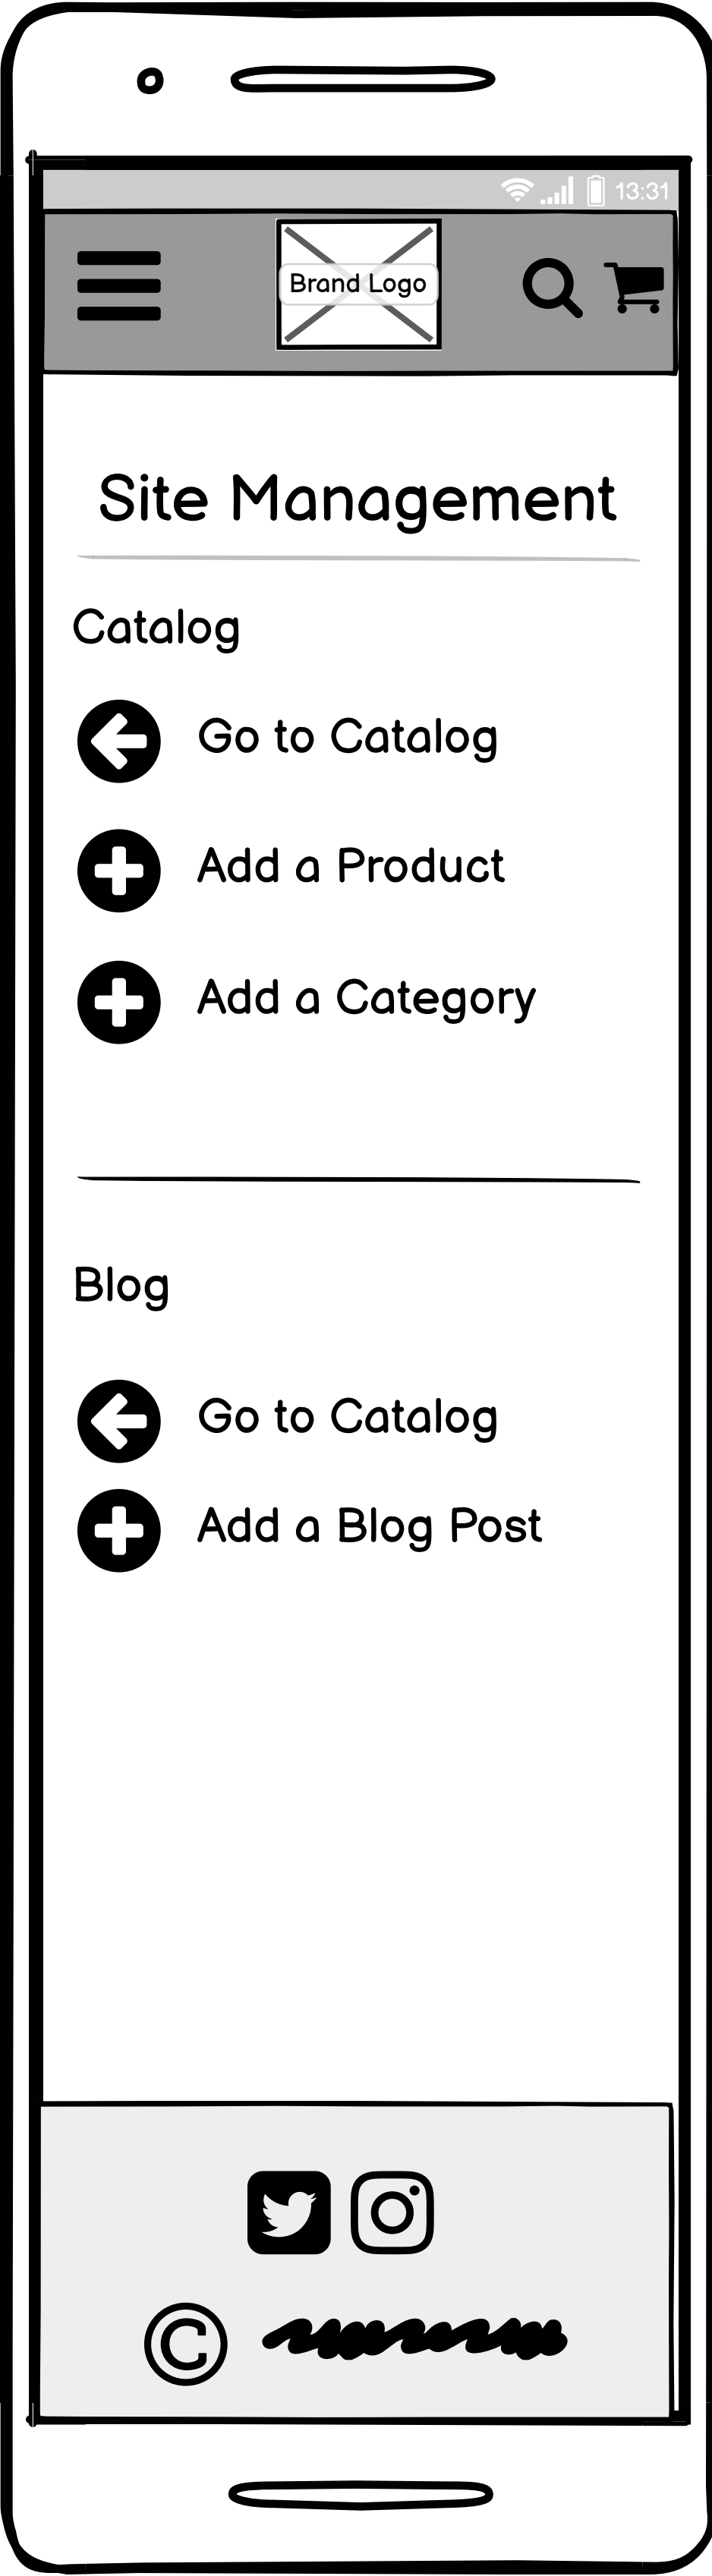 13:31
Brand Logo
Site Management
Catalog
Go to Catalog
Add a Product
Add a Category
Blog
Go to Catalog
Add a Blog Post
©